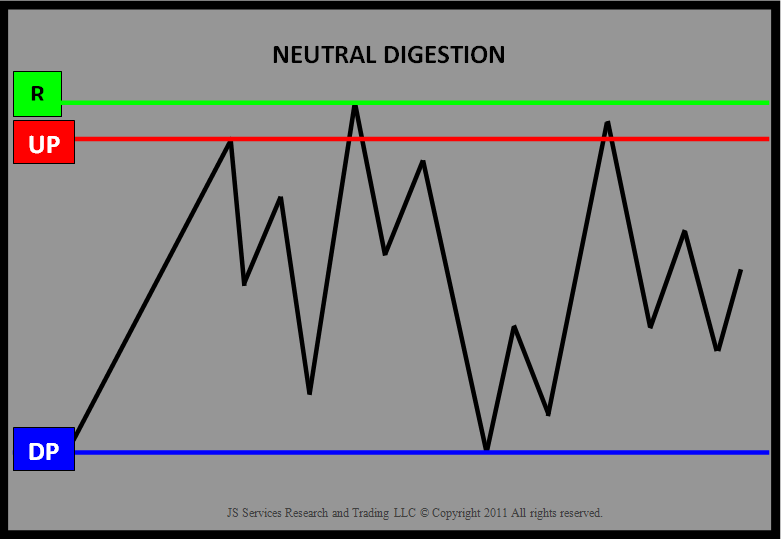 NEUTRAL DIGESTION
R
UP
DP
JS Services Research and Trading LLC © Copyright 2011 All rights reserved.